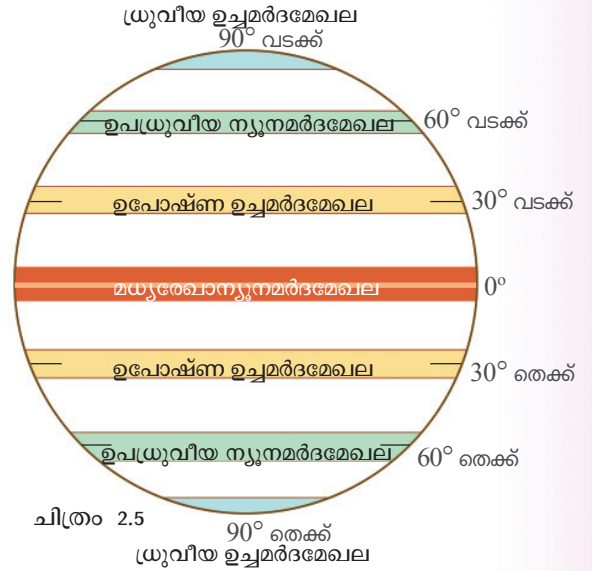 ധ്രുവീയ ഉച്ചമർദമേഖല
90° വടക്ക്
ഉപധ്രുവീയ ന്യൂനമർദമേഖല 60° വടക്ക്
ഉപോഷ്ണ ഉച്ചമർദമേഖല 30° വടക്ക്
മധ്യരേഖാന്യൂനമർദമേഖല 0°
ഉപോഷ്ണ ഉച്ചമർദമേഖല 30° തെക്ക്
ഉപധ്രുവീയ ന്യൂനമർദമേഖല 60° തെക്ക്
ചിത്രം 2.5
90° തെക്ക്
ധ്രുവീയ ഉച്ചമർദമേഖല